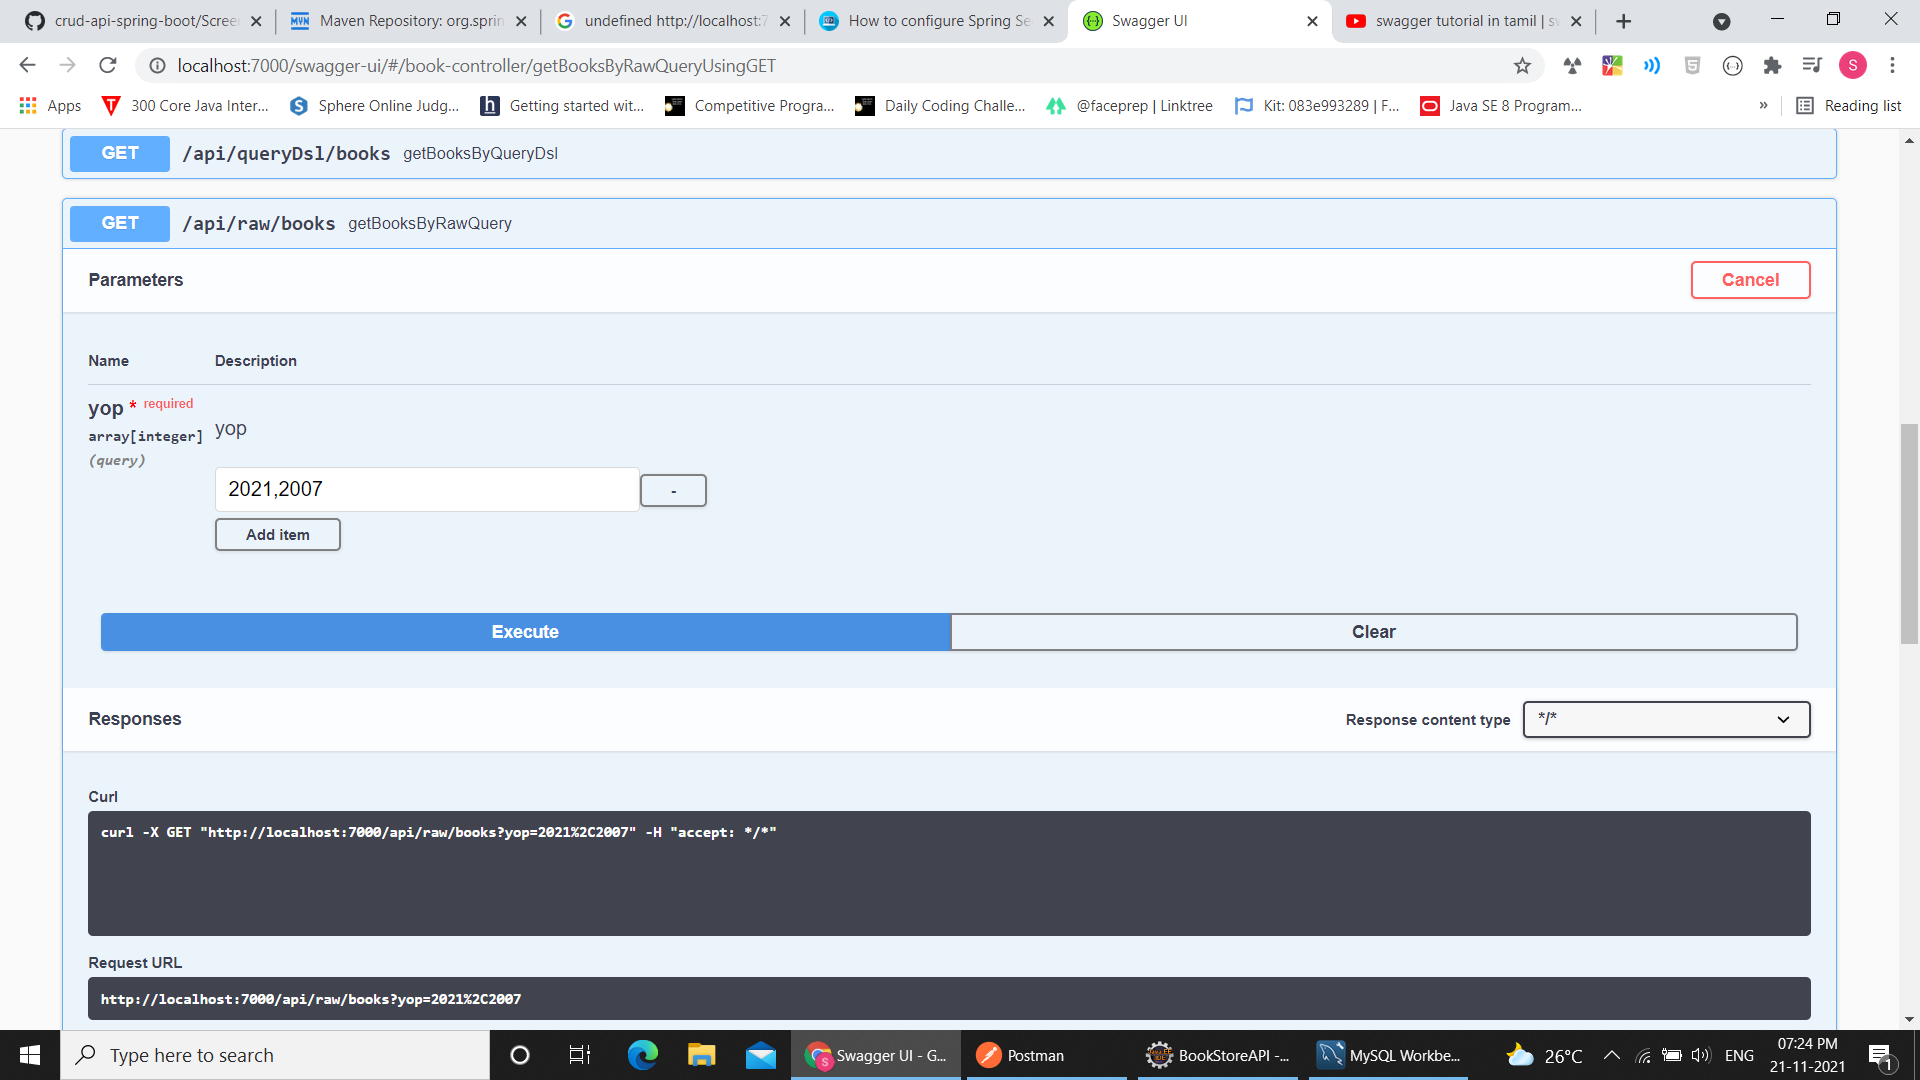 crud-api-spring-boot/Scree
Maven Repository: org.sprin
undefined http://localhost:7
How to configure Spring Se
Swagger UI
swagger tutorial in tamil | sw
localhost:7000/swagger-ui/#/book-controller/getBooksByRawQueryUsingGET
S
Apps
300 Core Java Inter...
Sphere Online Judg...
Getting started wit...
Competitive Progra...
Daily Coding Challe...
@faceprep | Linktree
Kit: 083e993289 | F...
Java SE 8 Program...
»
Reading list
GET /api/queryDsl/books getBooksByQueryDsl
GET /api/raw/books getBooksByRawQuery
Parameters
Cancel
Name Description
yop * required
array[integer]
(query)
yop
2021,2007
-
Add item
Execute
Clear
Responses
Response content type
*/*
Curl
curl -X GET "http://localhost:7000/api/raw/books?yop=2021%2C2007" -H "accept: */*"
Request URL
http://localhost:7000/api/raw/books?yop=2021%2C2007
Type here to search
Swagger UI - G...
Postman
BookStoreAPI -...
MySQL Workbe...
26°C
ENG
07:24 PM
21-11-2021
1